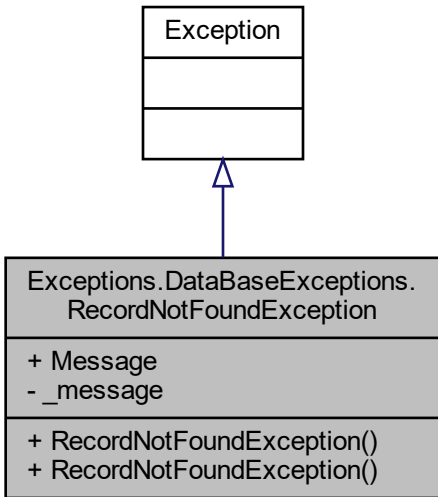 Exception
Exceptions.DataBaseExceptions.
RecordNotFoundException
+ Message
- _message
+ RecordNotFoundException()
+ RecordNotFoundException()